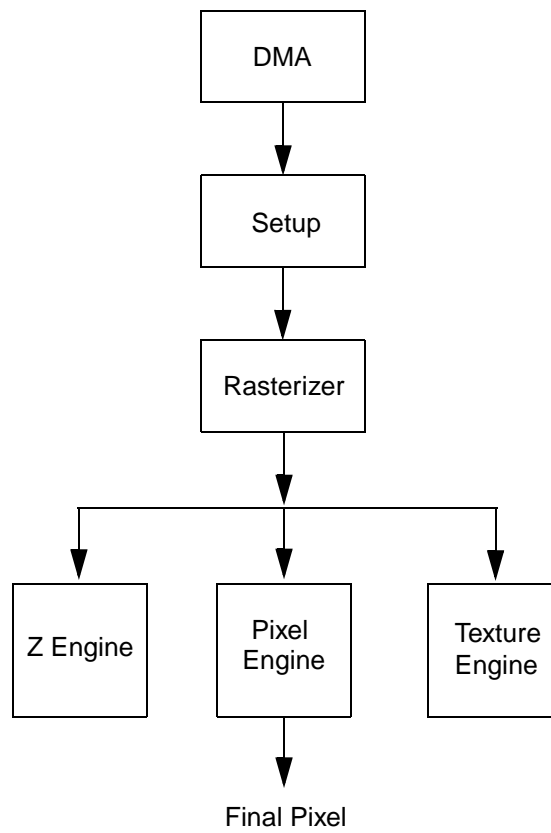 DMA
Setup
Rasterizer
Z Engine
Pixel
Engine
Texture
Engine
Final Pixel